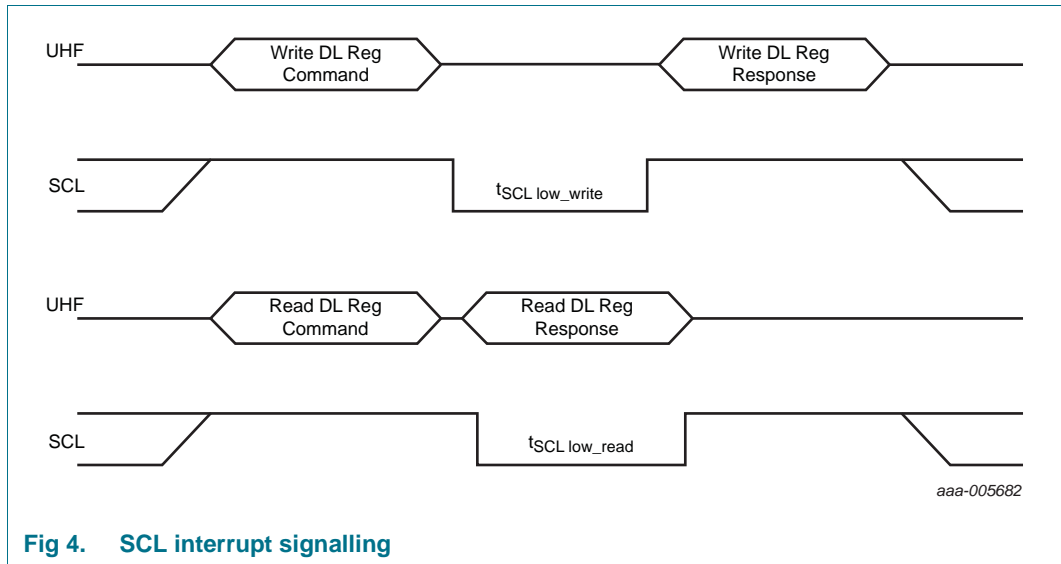 UHF
Write DL Reg
Command
Write DL Reg
Response
SCL
tSCL low_write
UHF
Read DL Reg
Command
Read DL Reg
Response
SCL
tSCL low_read
aaa-005682
Fig 4. SCL interrupt signalling